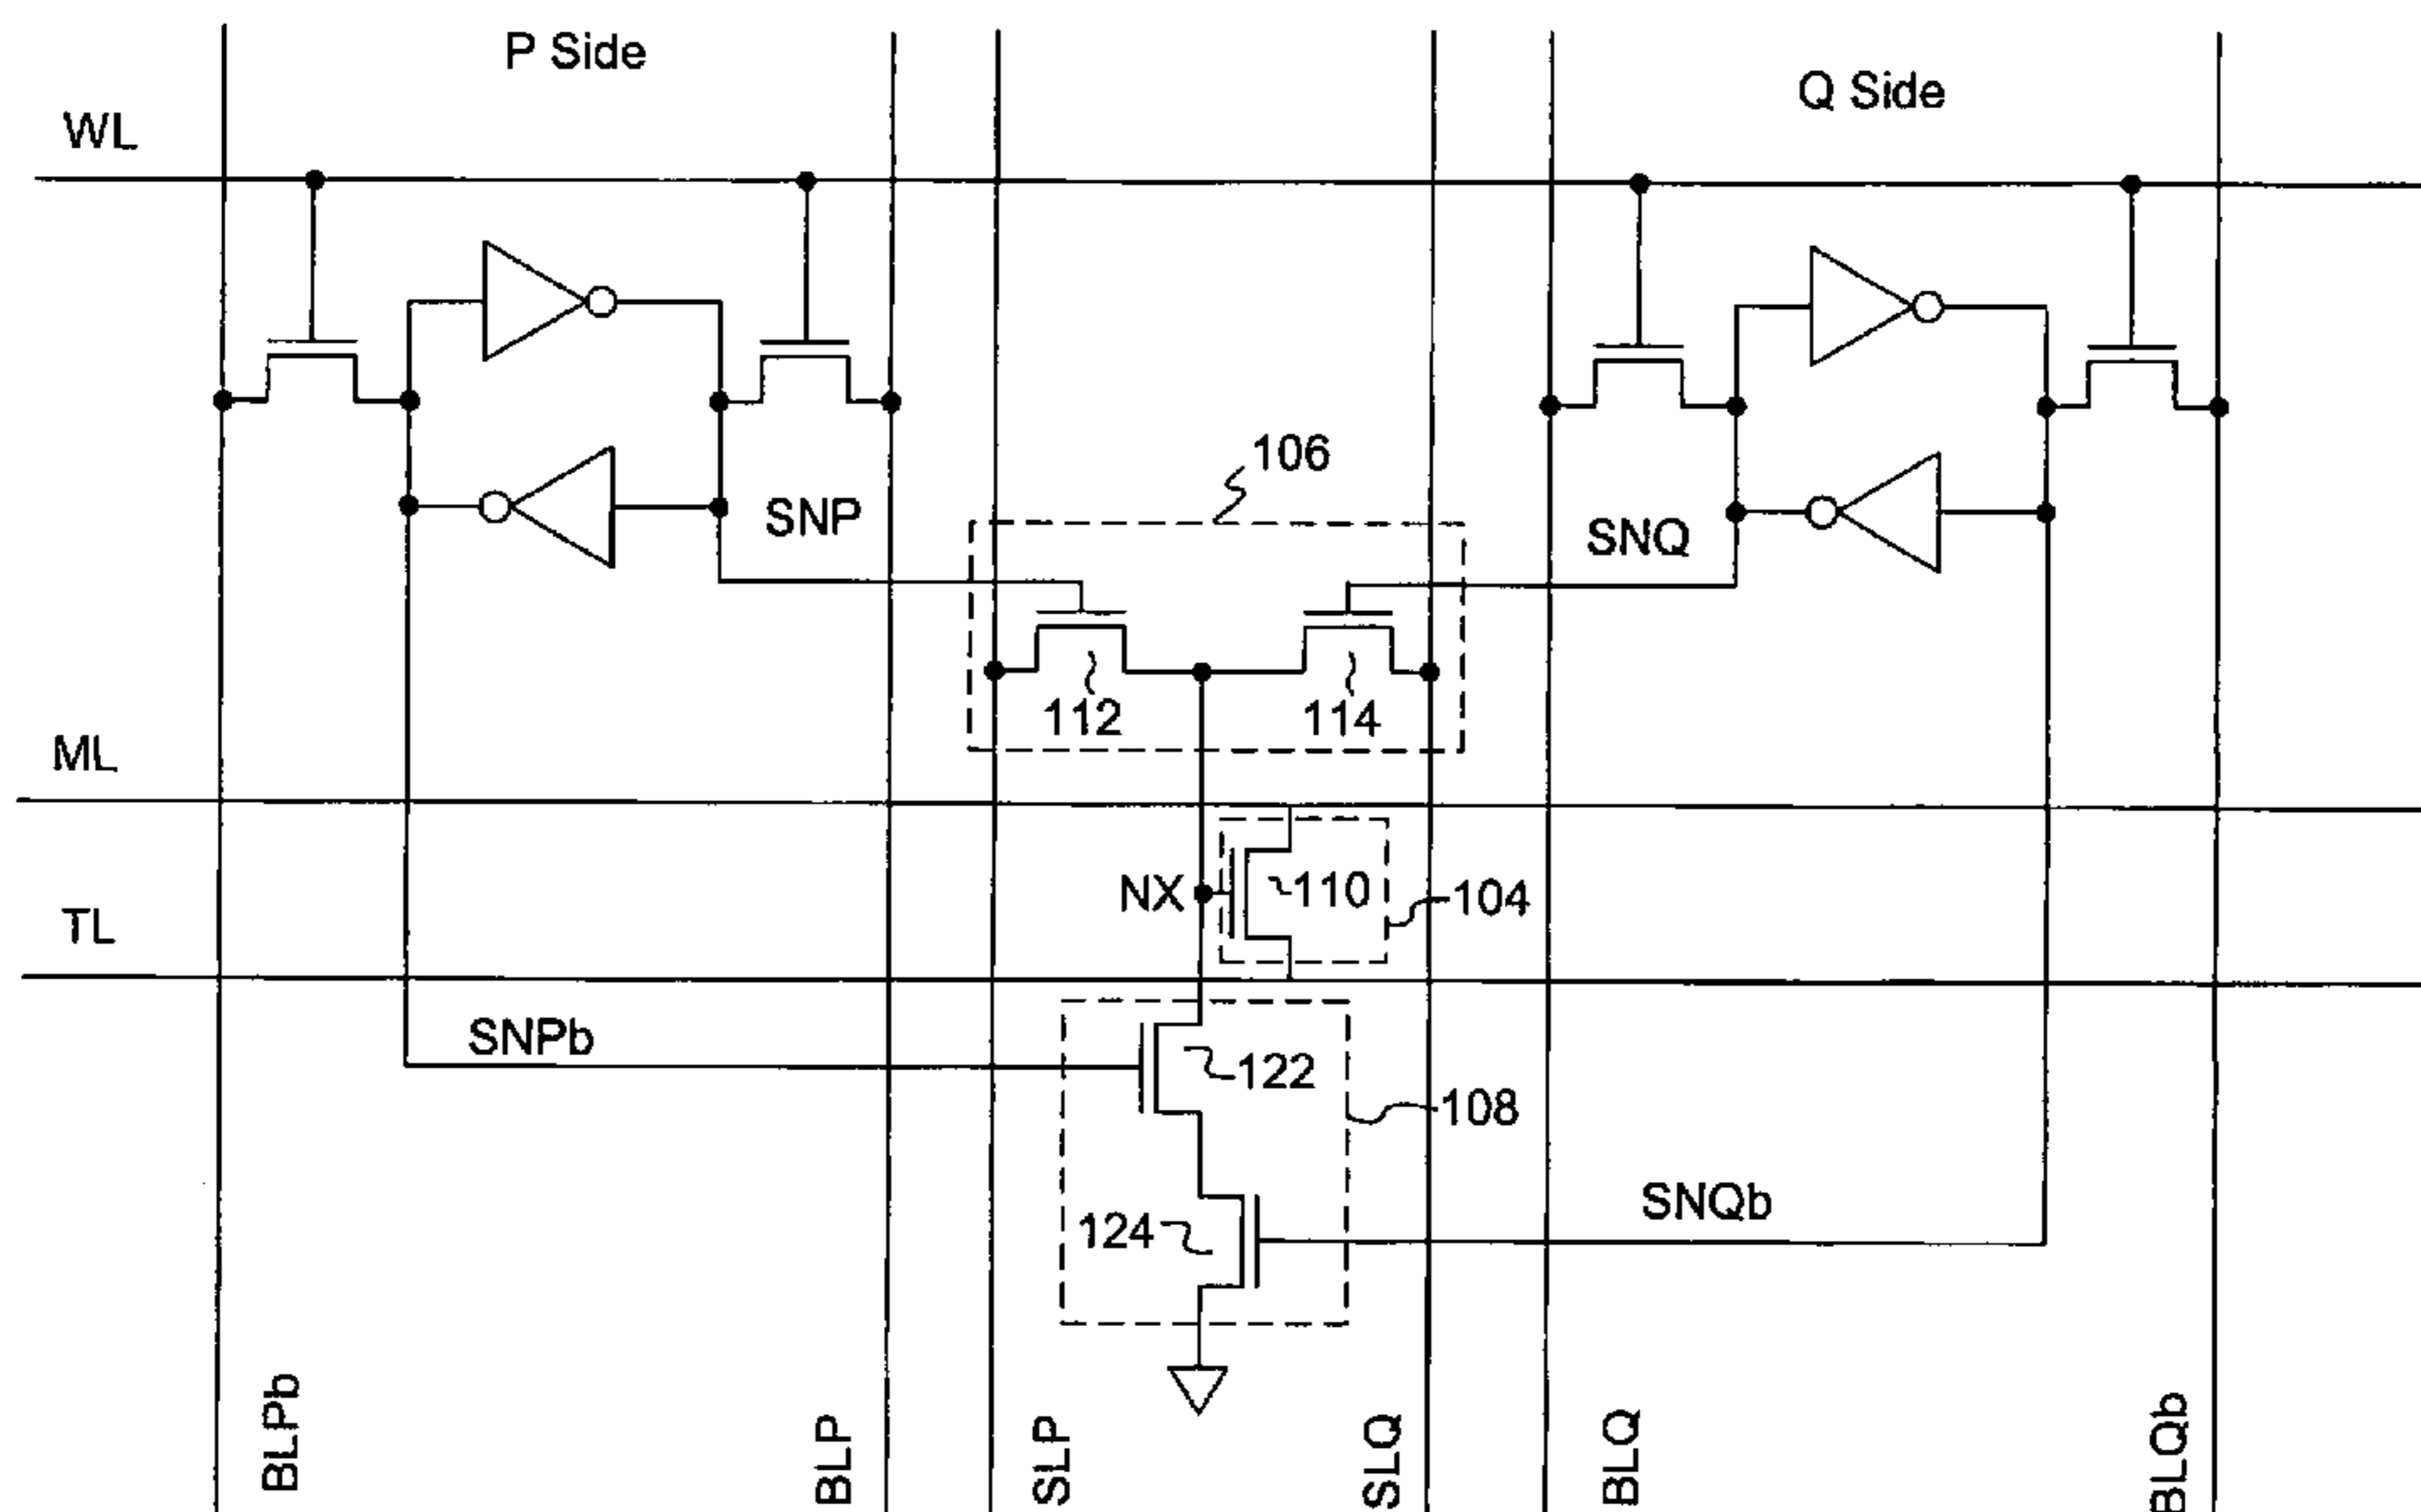 P Side
Q Side
WL
106
SNP
SNQ
112
114
ML
NX
110
104
TL
SNPb
122
108
SNQb
124
BLPb
BLP
SLP
SLQ
BLQ
BLQb